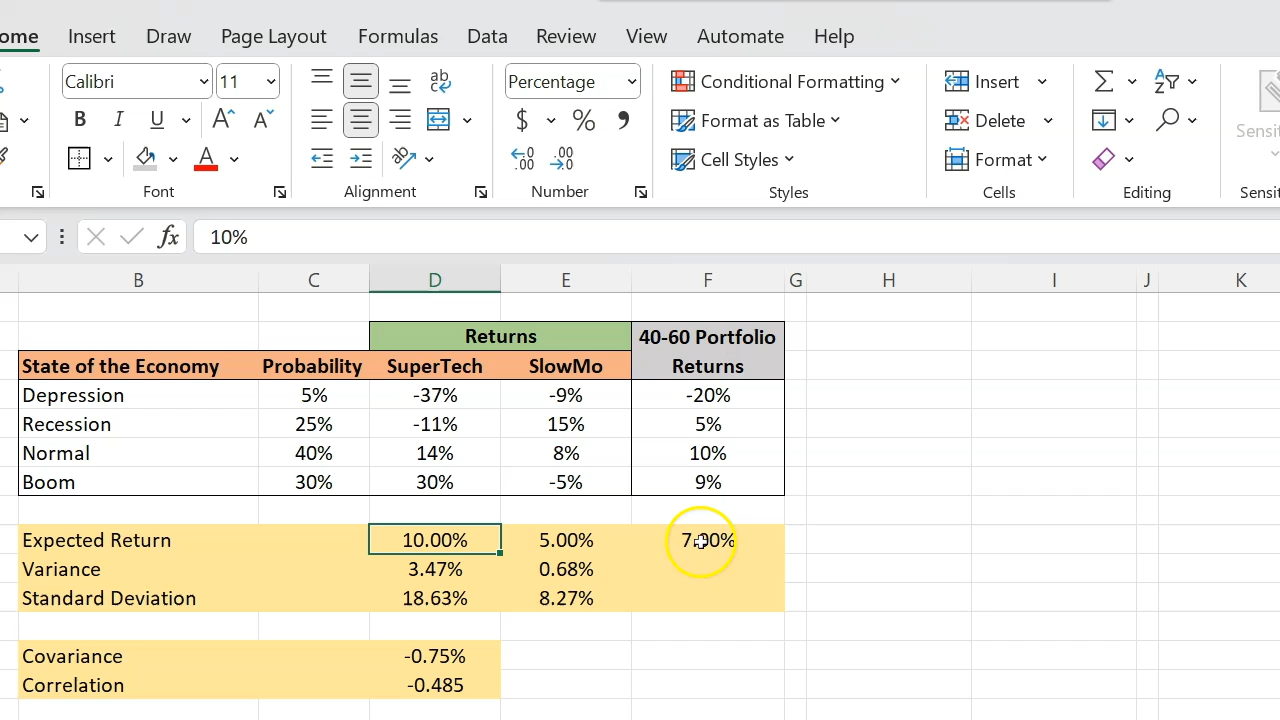 ome Insert Draw Page Layout Formulas Data Review View Automate Help
Calibri 11 ab Percentage Conditional Formatting Insert Σ
B I U A A $ % Format as Table Delete Sensit
A Cell Styles Format
Font Alignment Number Styles Cells Editing Sensit
fx 10%
B C D E F G H I J K
Returns 40-60 Portfolio
State of the Economy Probability SuperTech SlowMo Returns
Depression 5% -37% -9% -20%
Recession 25% -11% 15% 5%
Normal 40% 14% 8% 10%
Boom 30% 30% -5% 9%
Expected Return 10.00% 5.00% 7.00%
Variance 3.47% 0.68%
Standard Deviation 18.63% 8.27%
Covariance -0.75%
Correlation -0.485